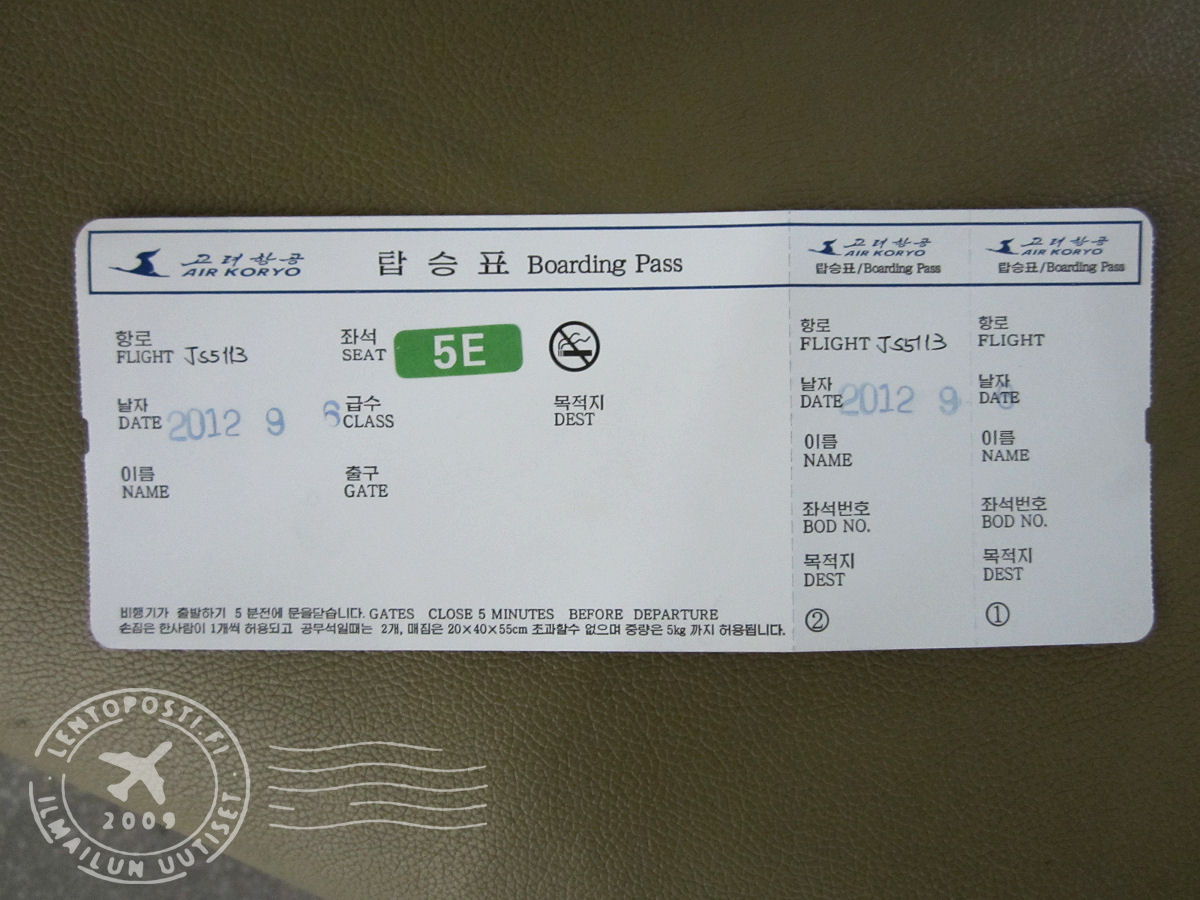 고려항공
AIR KORYO
탑승표 Boarding Pass
항로
FLIGHT JS5113
좌석
SEAT 5E
날자
DATE 2012 9 6
급수
CLASS
목적지
DEST
이름
NAME
출구
GATE
비행기가 출발하기 5 분전에 문을닫습니다. GATES CLOSE 5 MINUTES BEFORE DEPARTURE
손짐은 한사람이 1개씩 허용되고 공무석일때는 2개, 매짐은 20×40×55cm 초과할수 없으며 중량은 5kg 까지 허용됩니다.
고려항공
AIR KORYO
탑승표/Boarding Pass
항로
FLIGHT JS5113
날자
DATE 2012 9 6
이름
NAME
좌석번호
BOD NO.
목적지
DEST
②
고려항공
AIR KORYO
탑승표/Boarding Pass
항로
FLIGHT
날자
DATE
이름
NAME
좌석번호
BOD NO.
목적지
DEST
①
LENTOPOSTI.FI
2009
ILMAILUN UUTISET